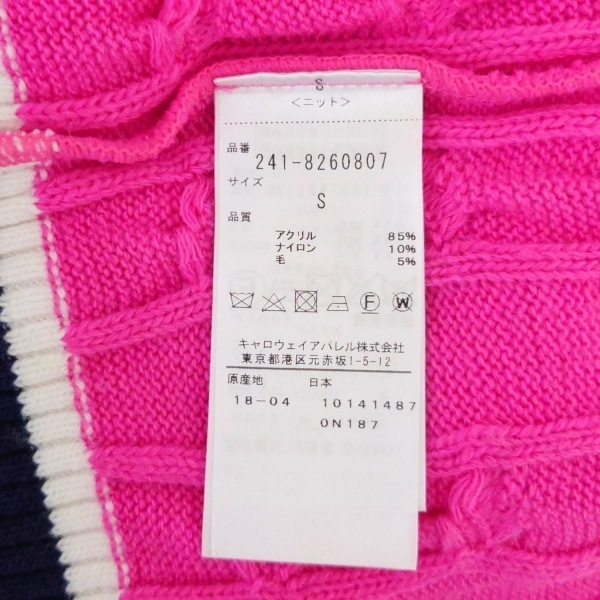 S
＜ニット＞
品番
241-8260807
サイズ
S
品質
アクリル 85%
ナイロン 10%
毛 5%
F W
キャロウェイアパレル株式会社
東京都港区元赤坂1-5-12
原産地 日本
18-04 10141487
0N187